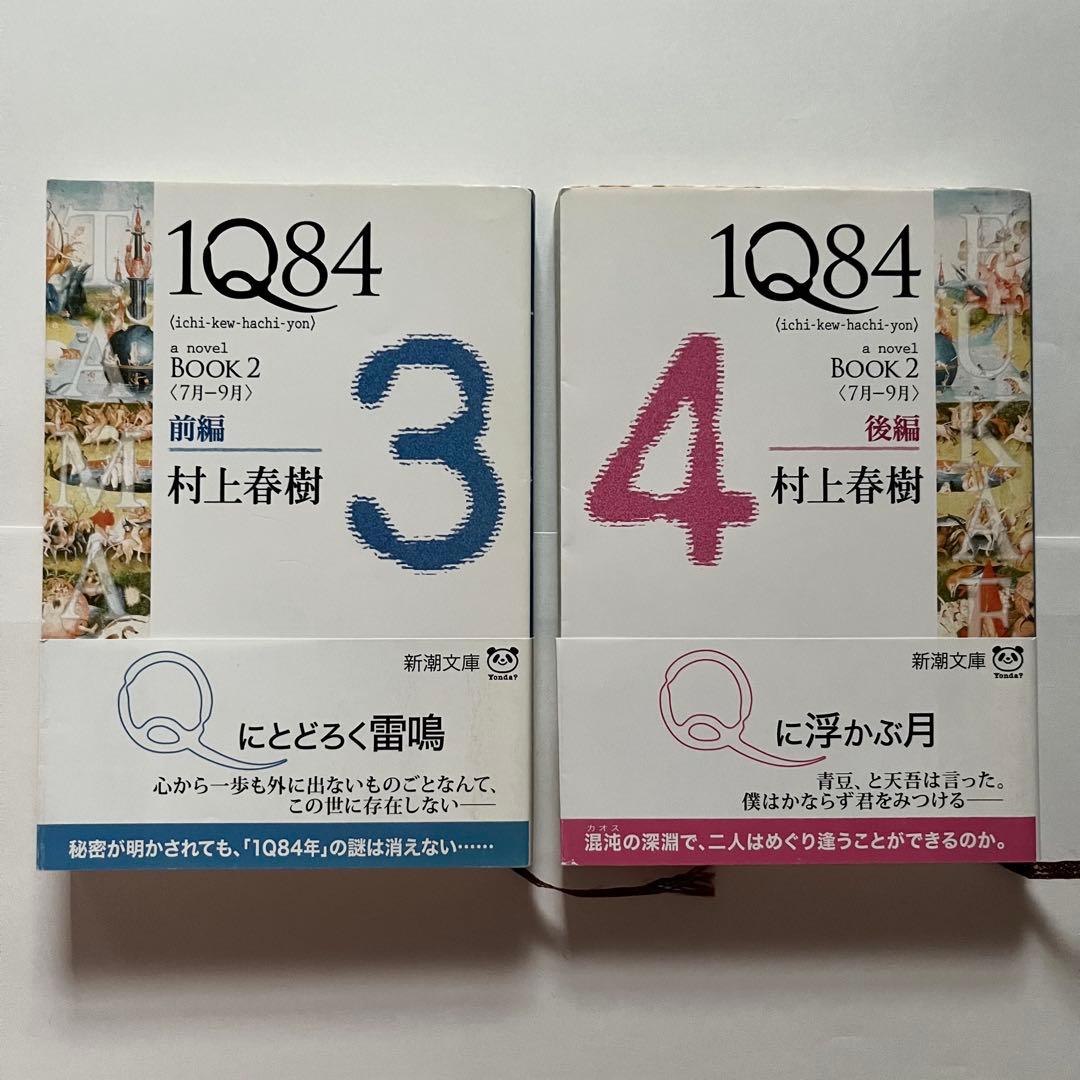 TAMA
1Q84
〈ichi-kew-hachi-yon〉
a novel
BOOK 2
〈7月−9月〉
前編
村上春樹
3
新潮文庫
Yonda?
Qにとどろく雷鳴
心から一歩も外に出ないものごとなんて、
この世に存在しない――
秘密が明かされても、「1Q84年」の謎は消えない……
1Q84
〈ichi-kew-hachi-yon〉
a novel
BOOK 2
〈7月−9月〉
後編
村上春樹
4
FUKAE
新潮文庫
Yonda?
Qに浮かぶ月
青豆、と天吾は言った。
僕はかならず君をみつける――
カオス
混沌の深淵で、二人はめぐり逢うことができるのか。